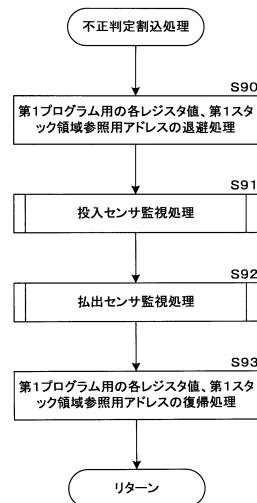 不正判定割込処理
S90
第1プログラム用の各レジスタ値、第1スタ
ック領域参照用アドレスの退避処理
S91
投入センサ監視処理
S92
払出センサ監視処理
S93
第1プログラム用の各レジスタ値、第1スタ
ック領域参照用アドレスの復帰処理
リターン